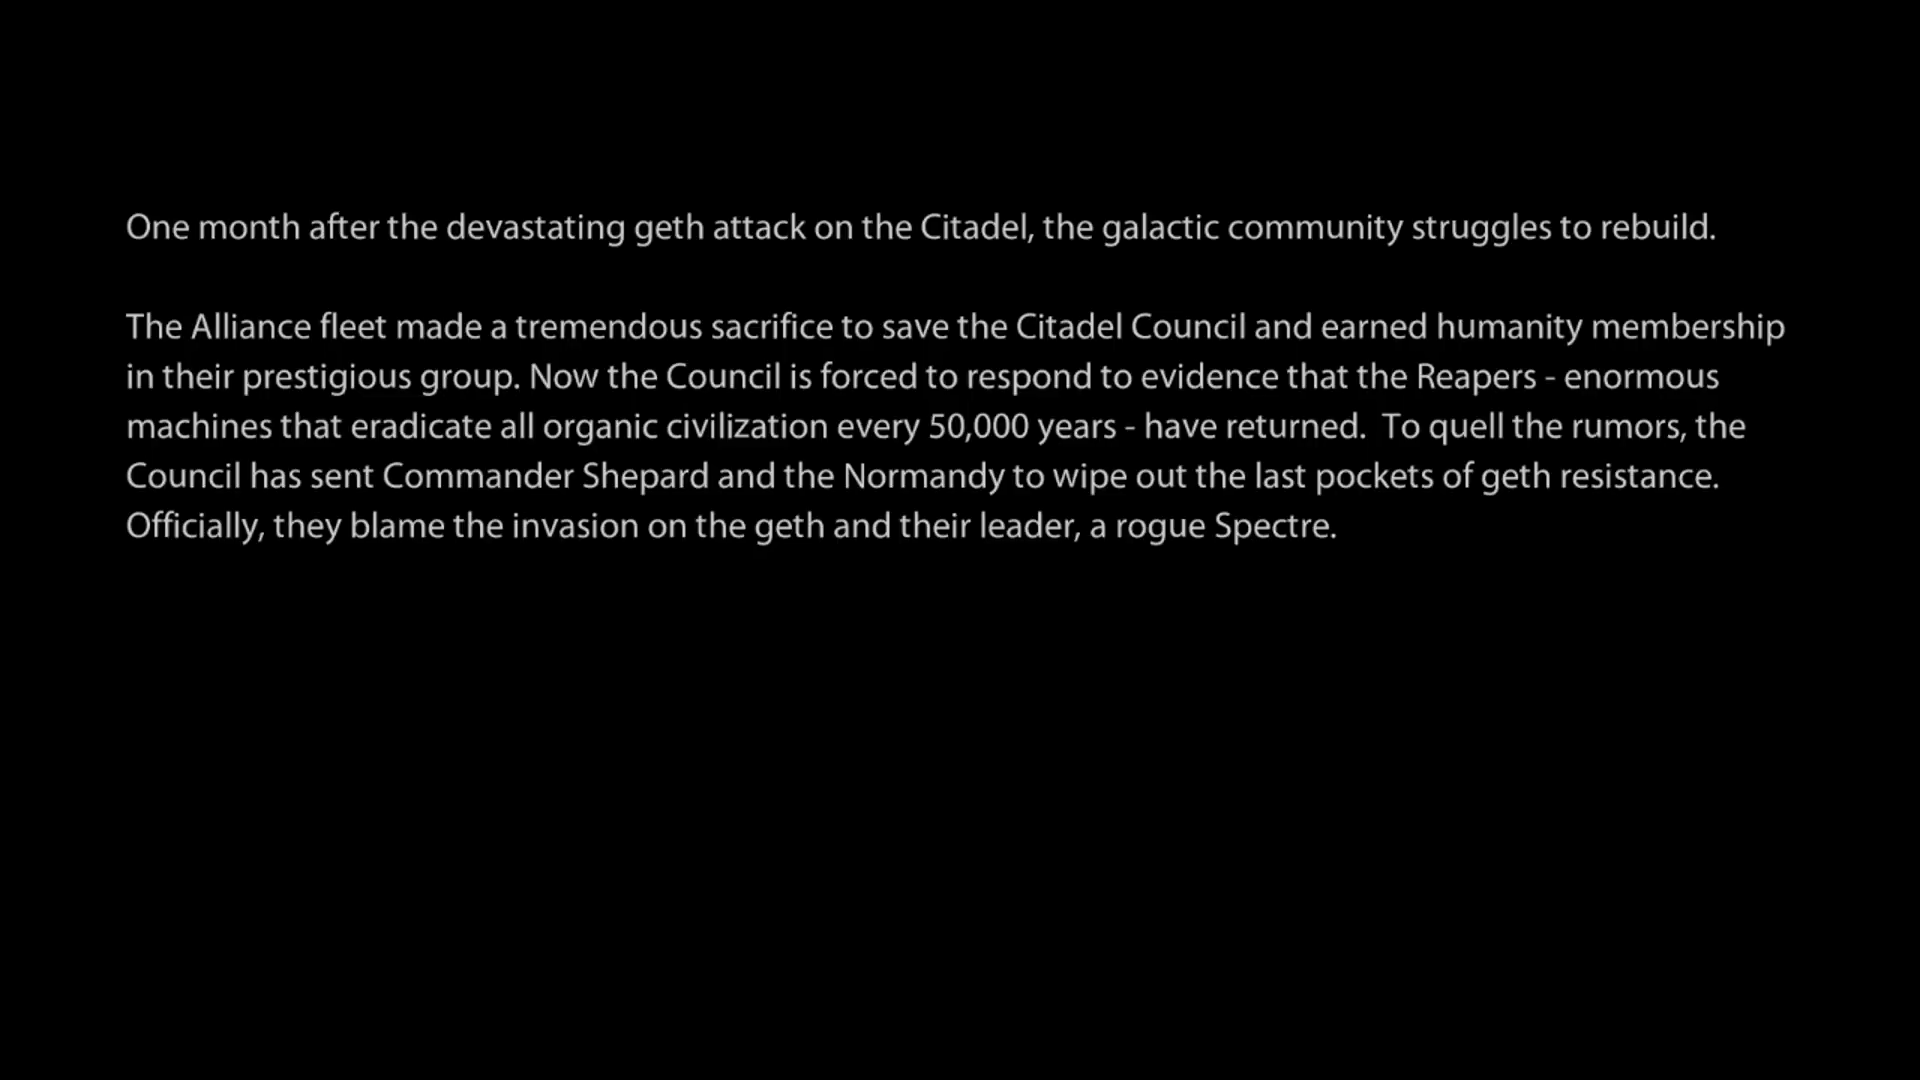 One month after the devastating geth attack on the Citadel, the galactic community struggles to rebuild.
The Alliance fleet made a tremendous sacrifice to save the Citadel Council and earned humanity membership
in their prestigious group. Now the Council is forced to respond to evidence that the Reapers - enormous
machines that eradicate all organic civilization every 50,000 years - have returned.  To quell the rumors, the
Council has sent Commander Shepard and the Normandy to wipe out the last pockets of geth resistance.
Officially, they blame the invasion on the geth and their leader, a rogue Spectre.